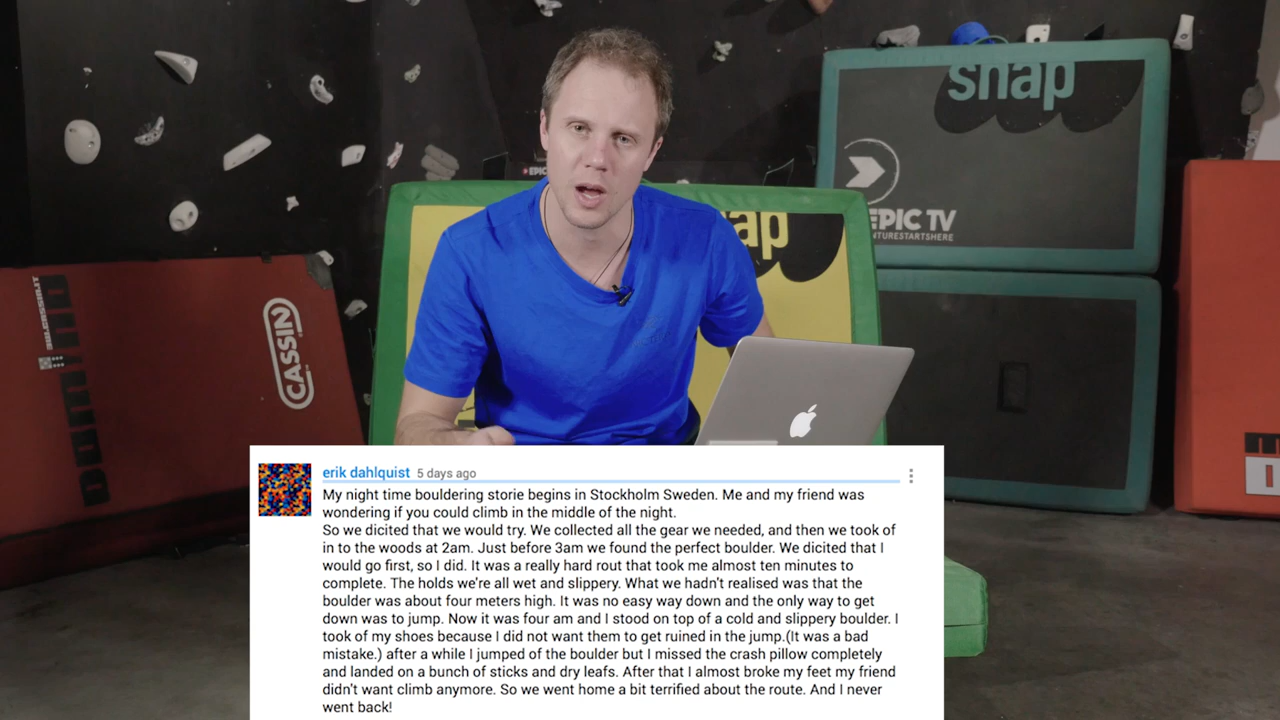 snap
EPIC
EPIC TV
NTURESTARTSHERE
ap
CASSIN
erik dahlquist 5 days ago
My night time bouldering storie begins in Stockholm Sweden. Me and my friend was
wondering if you could climb in the middle of the night.
So we dicited that we would try. We collected all the gear we needed, and then we took of
in to the woods at 2am. Just before 3am we found the perfect boulder. We dicited that I
would go first, so I did. It was a really hard rout that took me almost ten minutes to
complete. The holds we're all wet and slippery. What we hadn't realised was that the
boulder was about four meters high. It was no easy way down and the only way to get
down was to jump. Now it was four am and I stood on top of a cold and slippery boulder. I
took of my shoes because I did not want them to get ruined in the jump.(It was a bad
mistake.) after a while I jumped of the boulder but I missed the crash pillow completely
and landed on a bunch of sticks and dry leafs. After that I almost broke my feet my friend
didn't want climb anymore. So we went home a bit terrified about the route. And I never
went back!